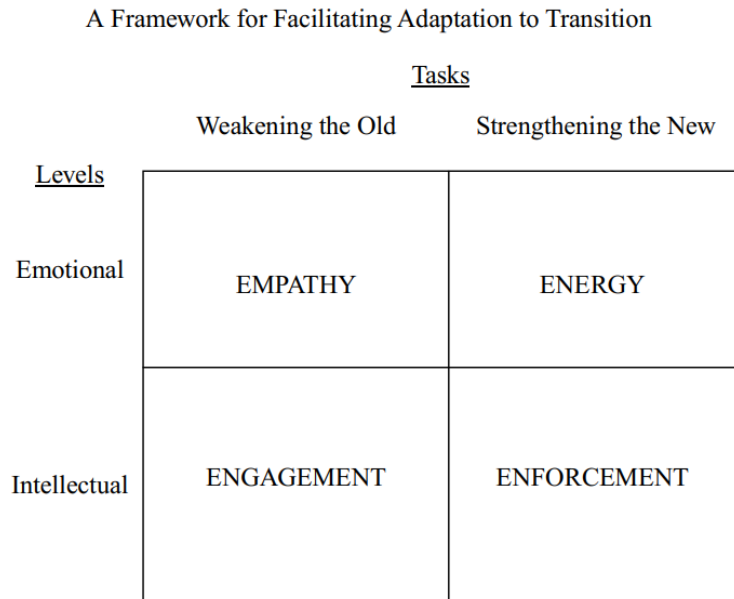 A Framework for Facilitating Adaptation to Transition
Tasks
Weakening the Old Strengthening the New
Levels
Emotional EMPATHY ENERGY
Intellectual ENGAGEMENT ENFORCEMENT